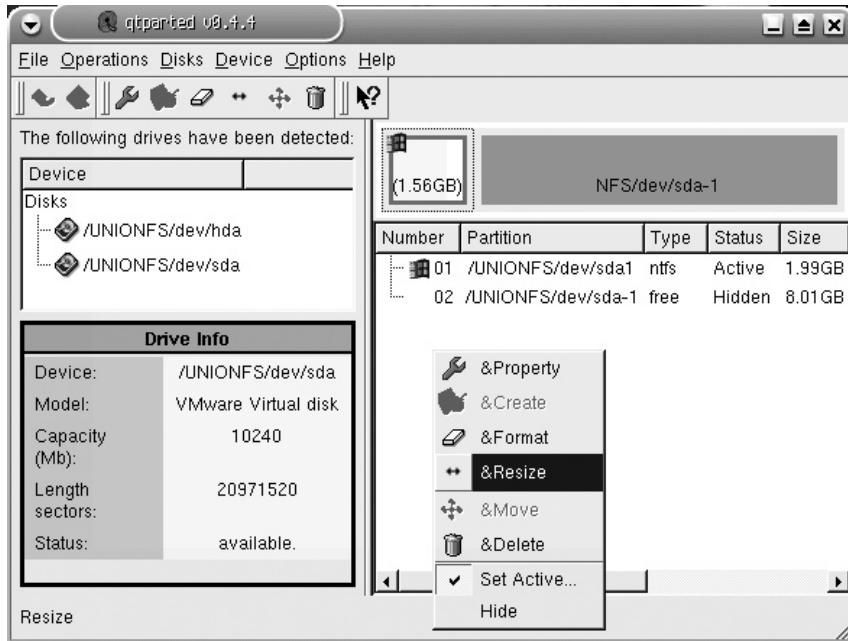 qtparted v0.4.4
File Operations Disks Device Options Help
The following drives have been detected:
Device
Disks
/UNIONFS/dev/hda
/UNIONFS/dev/sda
Drive Info
Device: /UNIONFS/dev/sda
Model: VMware Virtual disk
Capacity (Mb): 10240
Length sectors: 20971520
Status: available.
(1.56GB)
NFS/dev/sda-1
Number Partition Type Status Size
01 /UNIONFS/dev/sda1 ntfs Active 1.99GB
02 /UNIONFS/dev/sda-1 free Hidden 8.01GB
&Property
&Create
&Format
&Resize
&Move
&Delete
Set Active...
Hide
Resize